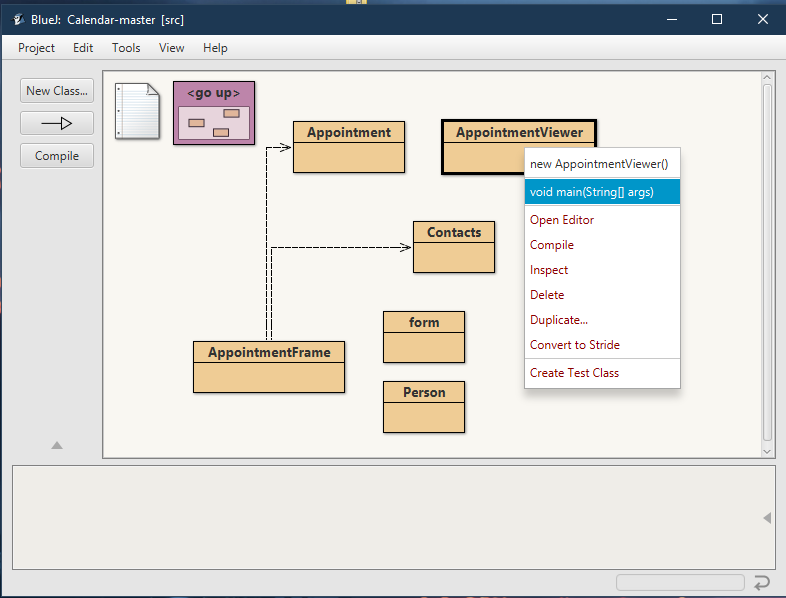 BlueJ: Calendar-master [src]
Project Edit Tools View Help
New Class...
Compile
<go up>
Appointment
AppointmentViewer
Contacts
form
AppointmentFrame
Person
new AppointmentViewer()
void main(String[] args)
Open Editor
Compile
Inspect
Delete
Duplicate...
Convert to Stride
Create Test Class